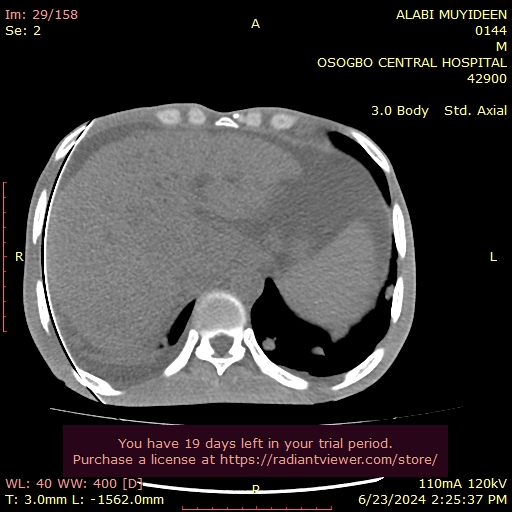 Im: 29/158
Se: 2
A
ALABI MUYIDEEN
0144
M
OSOGBO CENTRAL HOSPITAL
42900
3.0 Body Std. Axial
R
L
You have 19 days left in your trial period.
Purchase a license at https://radiantviewer.com/store/
WL: 40 WW: 400 [D]
T: 3.0mm L: -1562.0mm
P
110mA 120kV
6/23/2024 2:25:37 PM